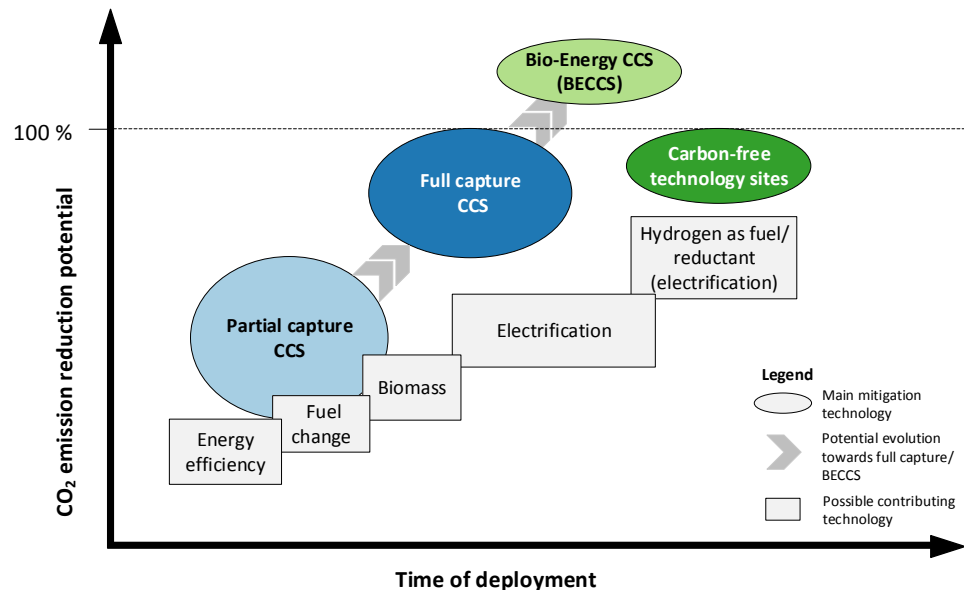 Bio-Energy CCS
(BECCS)
100 %
Full capture
CCS
Carbon-free
technology sites
Hydrogen as fuel/
reductant
(electrification)
Partial capture
CCS
Electrification
Biomass
Fuel
change
Energy
efficiency
CO₂ emission reduction potential
Time of deployment
Legend
Main mitigation
technology
Potential evolution
towards full capture/
BECCS
Possible contributing
technology